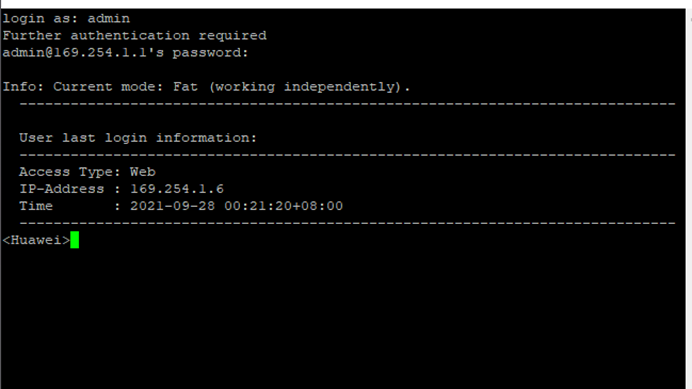 login as: admin
Further authentication required
admin@169.254.1.1's password:
Info: Current mode: Fat (working independently).
-----------------------------------------------------------------------------
User last login information:
-----------------------------------------------------------------------------
Access Type: Web
IP-Address : 169.254.1.6
Time       : 2021-09-28 00:21:20+08:00
-----------------------------------------------------------------------------
<Huawei>